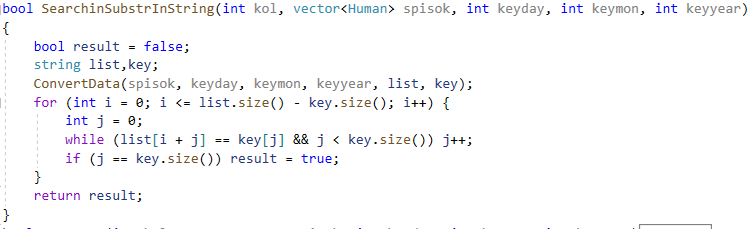 bool SearchinSubstrInString(int kol, vector<Human> spisok, int keyday, int keymon, int keyyear)
{
    bool result = false;
    string list,key;
    ConvertData(spisok, keyday, keymon, keyyear, list, key);
    for (int i = 0; i <= list.size() - key.size(); i++) {
        int j = 0;
        while (list[i + j] == key[j] && j < key.size()) j++;
        if (j == key.size()) result = true;
    }
    return result;
}